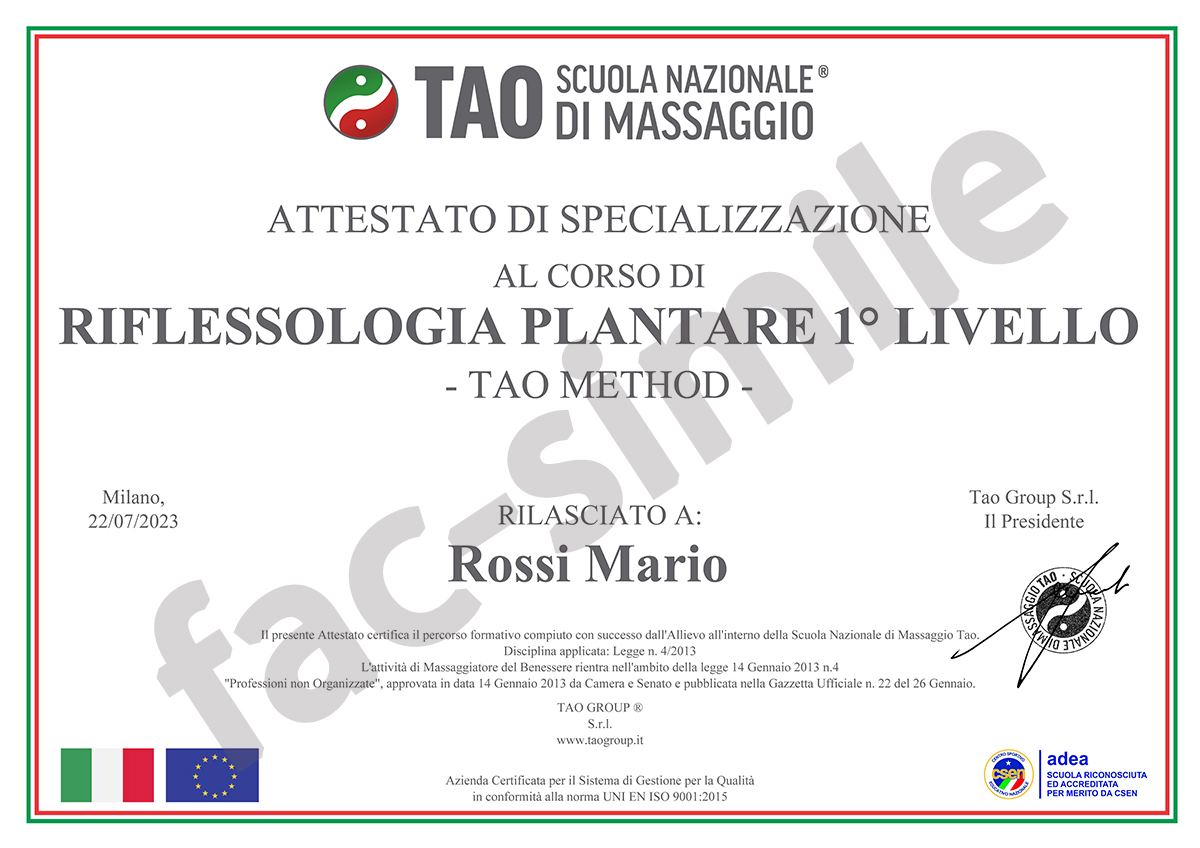 TAO SCUOLA NAZIONALE®
DI MASSAGGIO
ATTESTATO DI SPECIALIZZAZIONE
AL CORSO DI
RIFLESSOLOGIA PLANTARE 1° LIVELLO
- TAO METHOD -
fac-simile
Milano,
22/07/2023
RILASCIATO A:
Rossi Mario
Tao Group S.r.l.
Il Presidente
SCUOLA NAZIONALE DI MASSAGGIO TAO
Il presente Attestato certifica il percorso formativo compiuto con successo dall'Allievo all'interno della Scuola Nazionale di Massaggio Tao.
Disciplina applicata: Legge n. 4/2013
L'attività di Massaggiatore del Benessere rientra nell'ambito della legge 14 Gennaio 2013 n.4
"Professioni non Organizzate", approvata in data 14 Gennaio 2013 da Camera e Senato e pubblicata nella Gazzetta Ufficiale n. 22 del 26 Gennaio.
TAO GROUP ®
S.r.l.
www.taogroup.it
Azienda Certificata per il Sistema di Gestione per la Qualità
in conformità alla norma UNI EN ISO 9001:2015
CENTRO SPORTIVO
csen
EDUCATIVO NAZIONALE
adea
SCUOLA RICONOSCIUTA
ED ACCREDITATA
PER MERITO DA CSEN